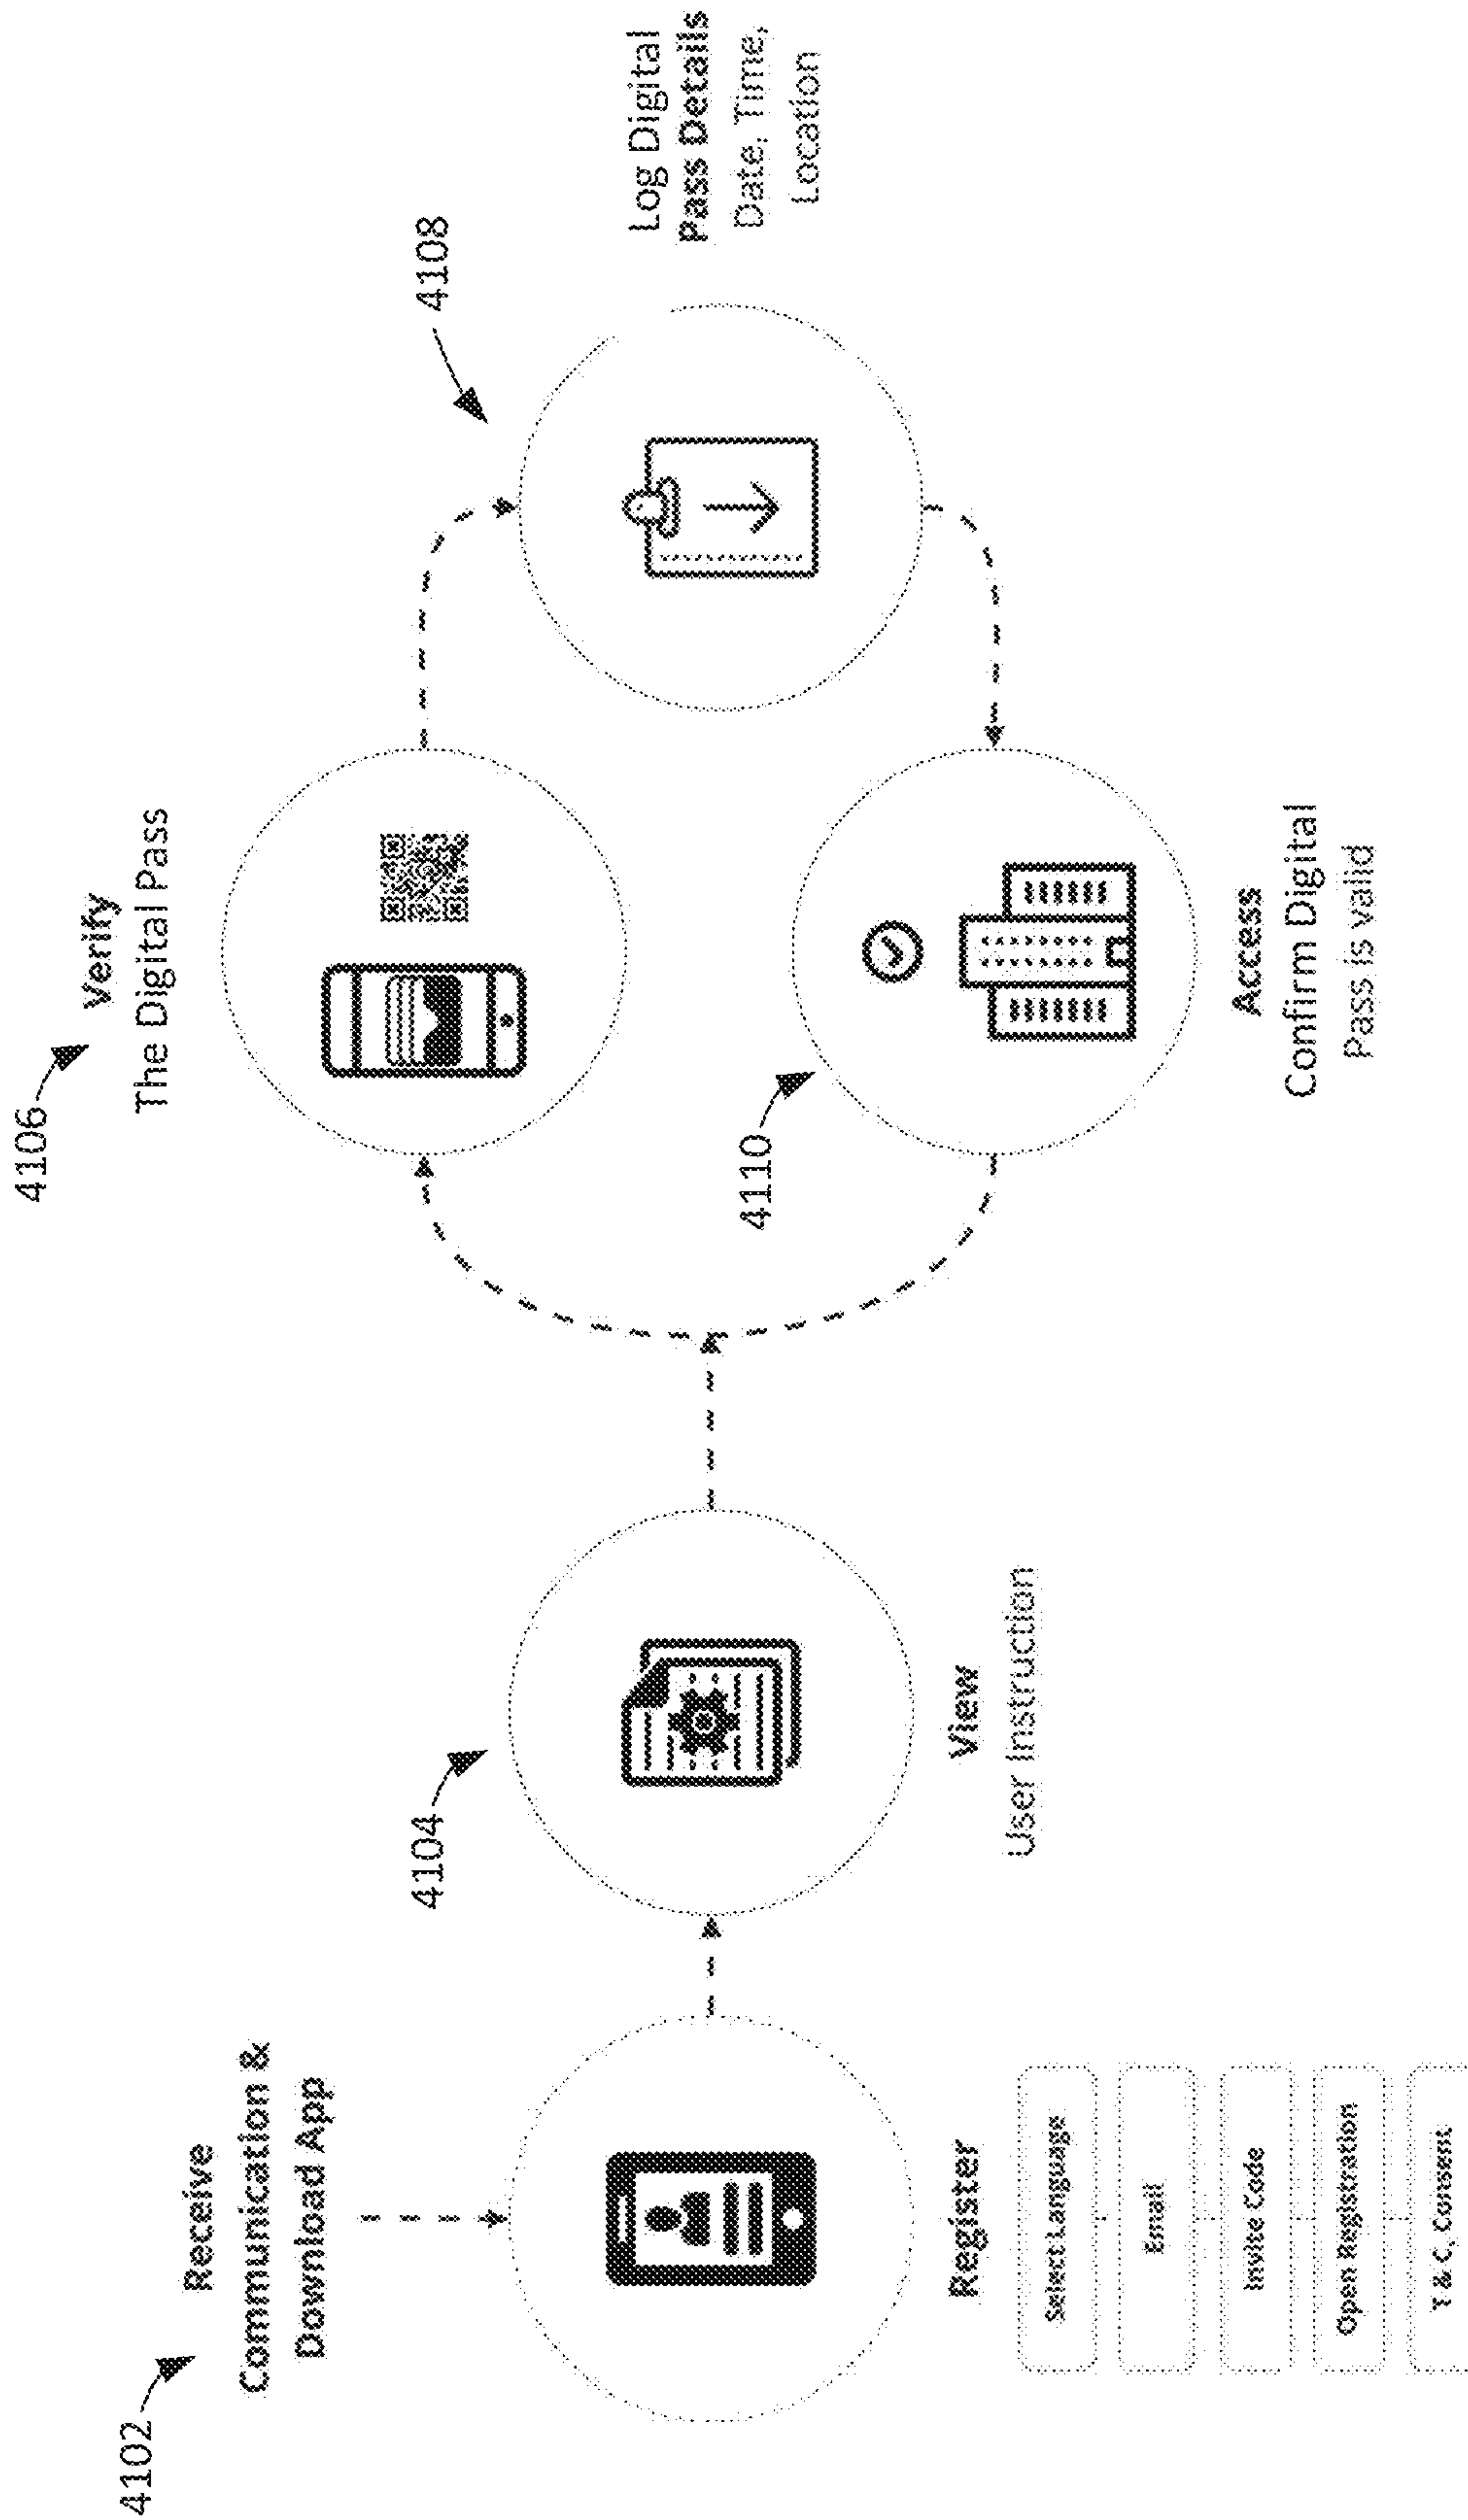 4102
Receive
Communication &
Download App
Register
Select Language
Email
Invite Code
Open Registration
T & C, Consent
4104
View
User Instruction
4106
Verify
The Digital Pass
4108
Log Digital
Pass Details
Date, Time,
Location
4110
Access
Confirm Digital
Pass is valid